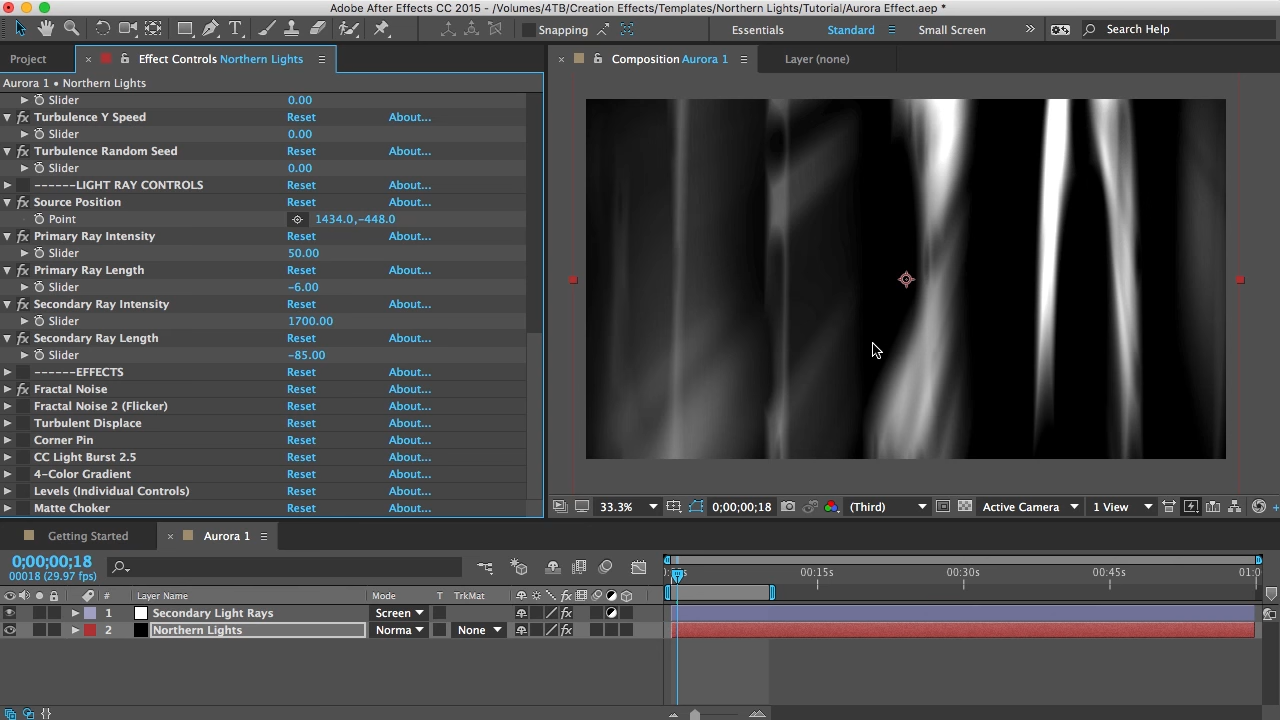 Adobe After Effects CC 2015 - /Volumes/4TB/Creation Effects/Templates/Northern Lights/Tutorial/Aurora Effect.aep *
Snapping
Essentials
Standard
Small Screen
Search Help
Project
Effect Controls Northern Lights
Composition Aurora 1
Layer (none)
Aurora 1 • Northern Lights
Slider 0.00
Turbulence Y Speed Reset About...
Slider 0.00
Turbulence Random Seed Reset About...
Slider 0.00
------LIGHT RAY CONTROLS Reset About...
Source Position Reset About...
Point 1434.0,-448.0
Primary Ray Intensity Reset About...
Slider 50.00
Primary Ray Length Reset About...
Slider -6.00
Secondary Ray Intensity Reset About...
Slider 1700.00
Secondary Ray Length Reset About...
Slider -85.00
------EFFECTS Reset About...
Fractal Noise Reset About...
Fractal Noise 2 (Flicker) Reset About...
Turbulent Displace Reset About...
Corner Pin Reset About...
CC Light Burst 2.5 Reset About...
4-Color Gradient Reset About...
Levels (Individual Controls) Reset About...
Matte Choker Reset About...
33.3% 0;00;00;18 (Third) Active Camera 1 View
Getting Started
Aurora 1
0;00;00;18
00018 (29.97 fps)
00:15s 00:30s 00:45s 01:0
# Layer Name Mode T TrkMat
1 Secondary Light Rays Screen
2 Northern Lights Norma None